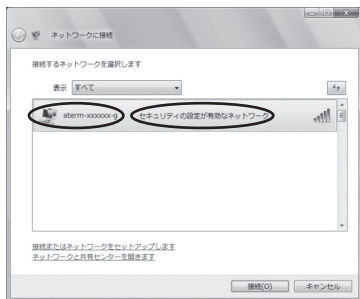 ネットワークに接続
接続するネットワークを選択します
表示 すべて
aterm-xxxxxx-g セキュリティの設定が有効なネットワーク
接続またはネットワークをセットアップします
ネットワークと共有センターを開きます
接続(O) キャンセル